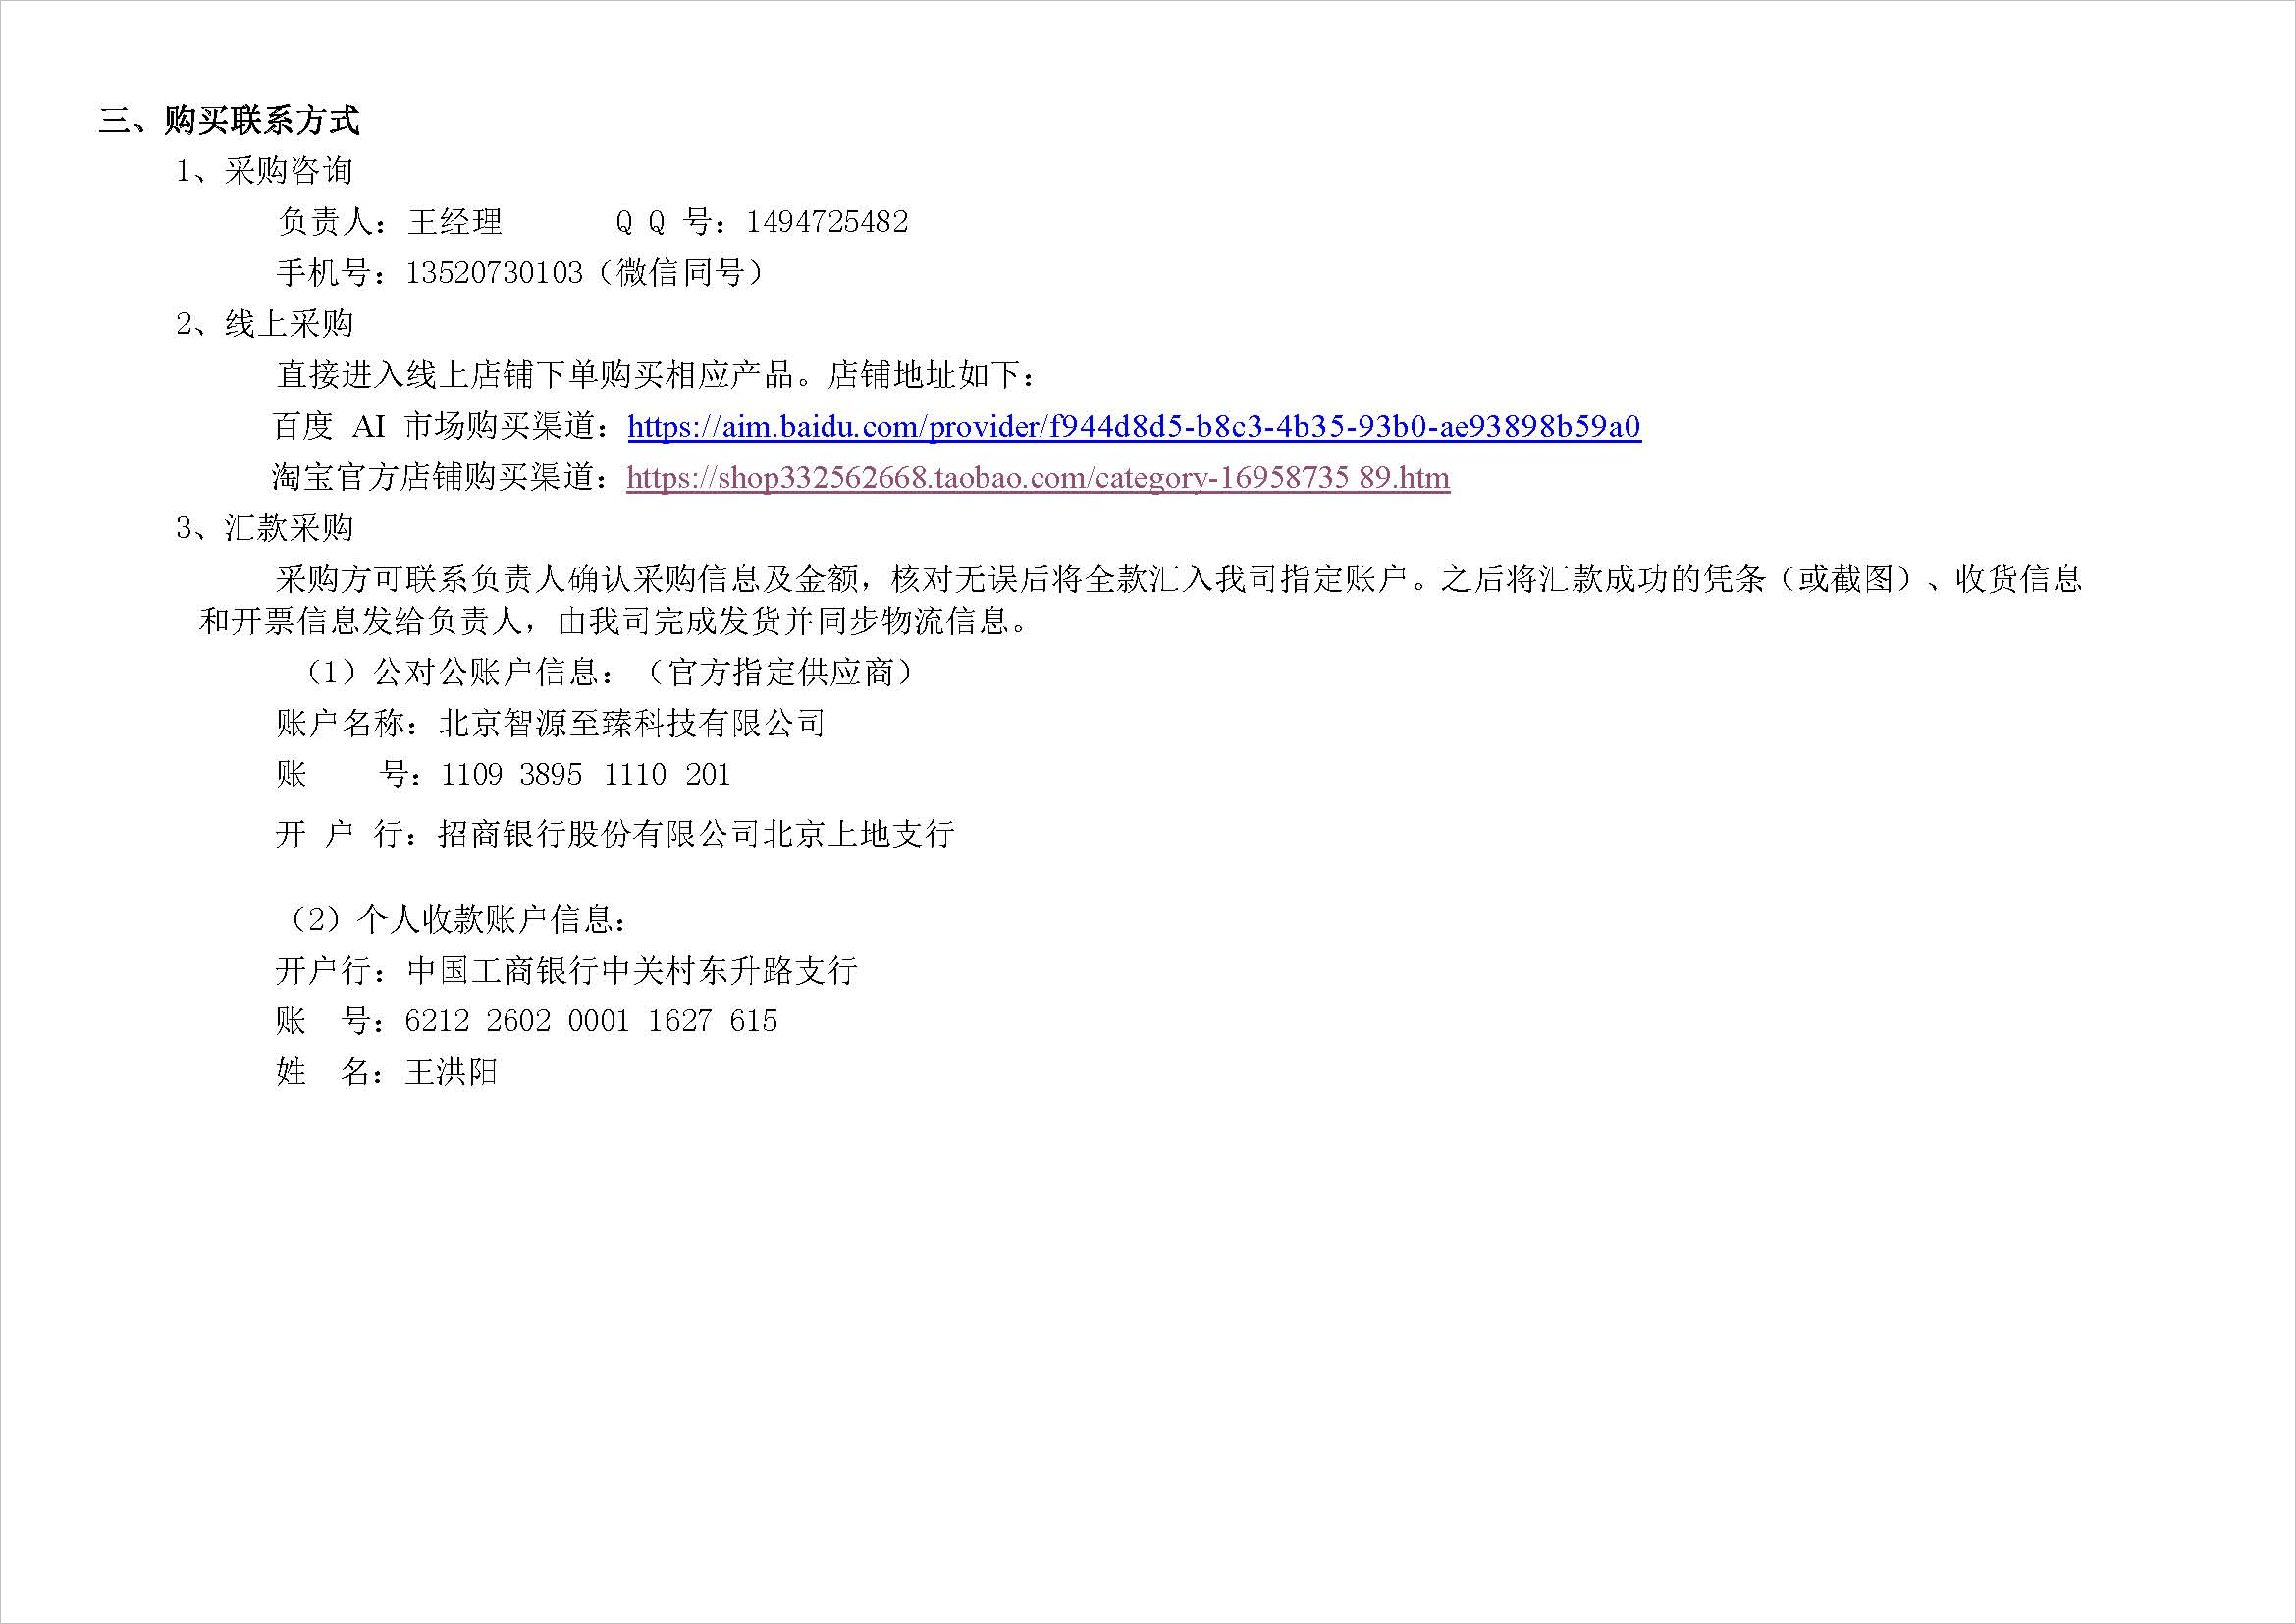 三、购买联系方式
1、采购咨询
负责人：王经理 Q Q 号：1494725482
手机号：13520730103（微信同号）
2、线上采购
直接进入线上店铺下单购买相应产品。店铺地址如下：
百度 AI 市场购买渠道：https://aim.baidu.com/provider/f944d8d5-b8c3-4b35-93b0-ae93898b59a0
淘宝官方店铺购买渠道：https://shop332562668.taobao.com/category-16958735 89.htm
3、汇款采购
采购方可联系负责人确认采购信息及金额，核对无误后将全款汇入我司指定账户。之后将汇款成功的凭条（或截图）、收货信息
和开票信息发给负责人，由我司完成发货并同步物流信息。
（1）公对公账户信息：（官方指定供应商）
账户名称：北京智源至臻科技有限公司
账 号：1109 3895 1110 201
开 户 行：招商银行股份有限公司北京上地支行
（2）个人收款账户信息：
开户行：中国工商银行中关村东升路支行
账 号：6212 2602 0001 1627 615
姓 名：王洪阳